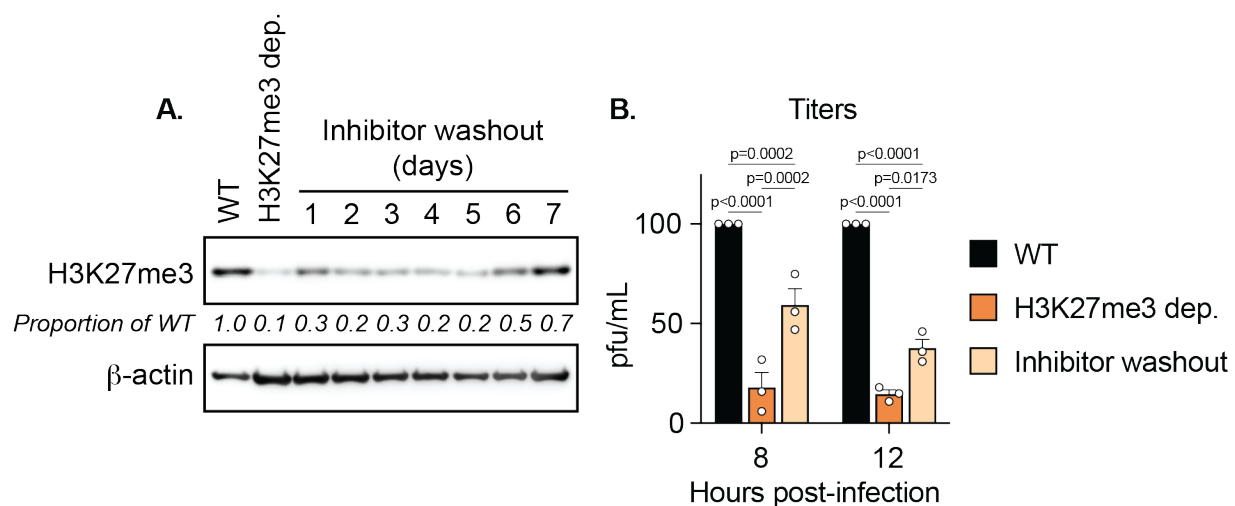 A.
WT
H3K27me3 dep.
Inhibitor washout
(days)
1 2 3 4 5 6 7
H3K27me3
Proportion of WT 1.0 0.1 0.3 0.2 0.3 0.2 0.2 0.5 0.7
β-actin
B.
Titers
p=0.0002
p=0.0002
p<0.0001
p<0.0001
p=0.0173
p<0.0001
pfu/mL
100
50
0
8 12
Hours post-infection
WT
H3K27me3 dep.
Inhibitor washout